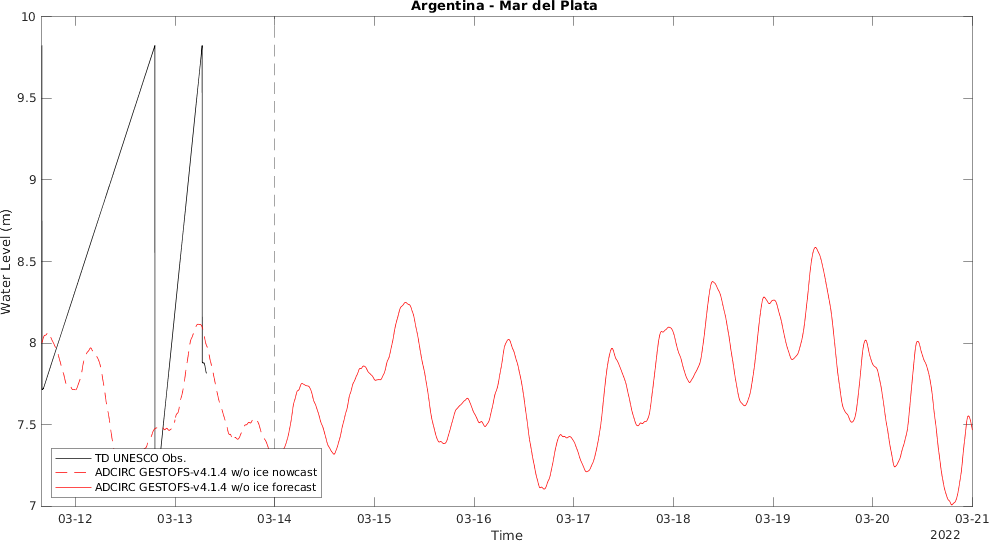 Argentina - Mar del Plata
Water Level (m)
10
9.5
9
8.5
8
7.5
7
TD UNESCO Obs.
ADCIRC GESTOFS-v4.1.4 w/o ice nowcast
ADCIRC GESTOFS-v4.1.4 w/o ice forecast
03-12 03-13 03-14 03-15 03-16 03-17 03-18 03-19 03-20 03-21
Time
2022